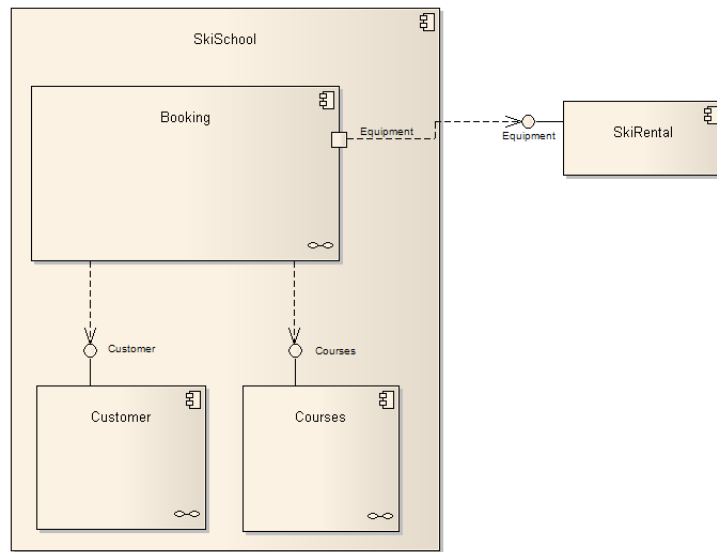 SkiSchool
Booking
Equipment
Equipment
SkiRental
Customer
Courses
Customer
Courses